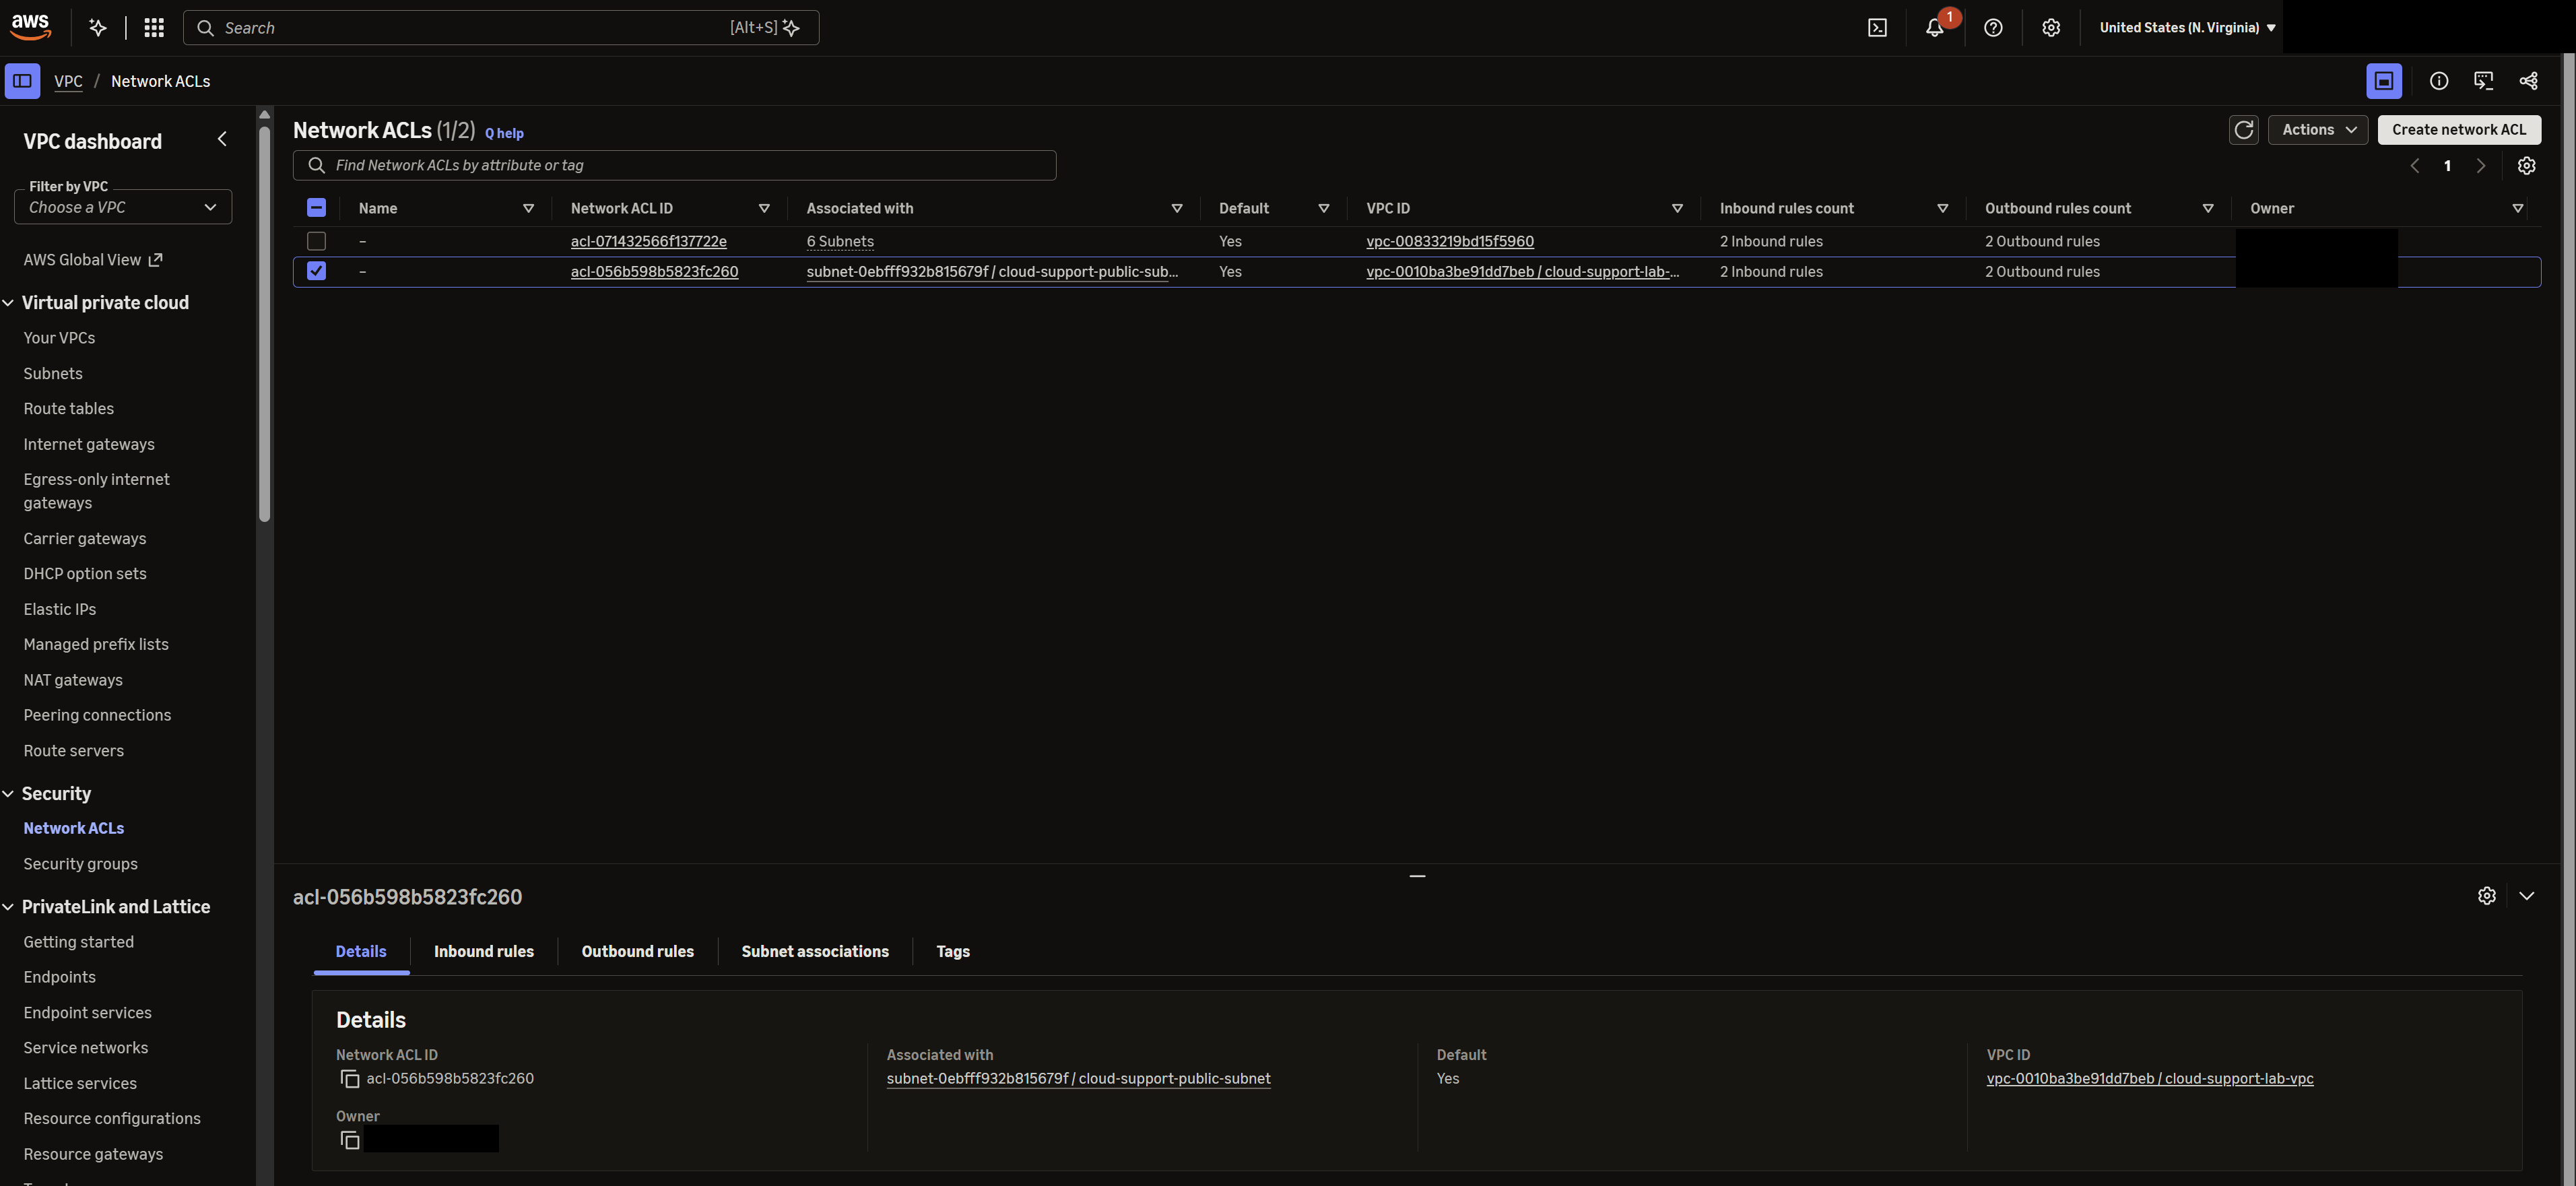 aws
Search [Alt+S]
1
United States (N. Virginia)
VPC / Network ACLs
VPC dashboard
Filter by VPC
Choose a VPC
AWS Global View
Virtual private cloud
Your VPCs
Subnets
Route tables
Internet gateways
Egress-only internet
gateways
Carrier gateways
DHCP option sets
Elastic IPs
Managed prefix lists
NAT gateways
Peering connections
Route servers
Security
Network ACLs
Security groups
PrivateLink and Lattice
Getting started
Endpoints
Endpoint services
Service networks
Lattice services
Resource configurations
Resource gateways
Network ACLs (1/2) Q help
Actions
Create network ACL
Find Network ACLs by attribute or tag
1
Name Network ACL ID Associated with Default VPC ID Inbound rules count Outbound rules count Owner
– acl-071432566f137722e 6 Subnets Yes vpc-00833219bd15f5960 2 Inbound rules 2 Outbound rules
– acl-056b598b5823fc260 subnet-0ebfff932b815679f / cloud-support-public-sub... Yes vpc-0010ba3be91dd7beb / cloud-support-lab-... 2 Inbound rules 2 Outbound rules
acl-056b598b5823fc260
Details Inbound rules Outbound rules Subnet associations Tags
Details
Network ACL ID
acl-056b598b5823fc260
Associated with
subnet-0ebfff932b815679f / cloud-support-public-subnet
Default
Yes
VPC ID
vpc-0010ba3be91dd7beb / cloud-support-lab-vpc
Owner